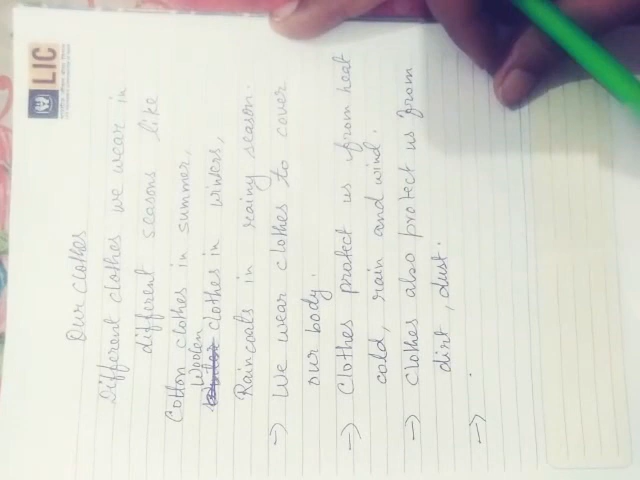 LIC
Our clothes
Different clothes we wear in
different seasons like
Cotton clothes in summer,
Woolen
clothes in winters,
Raincoats in rainy season.
→ We wear clothes to cover
our body.
→ Clothes protect us from heat
cold, rain and wind.
→ Clothes also protect us from
dirt, dust.
→ .